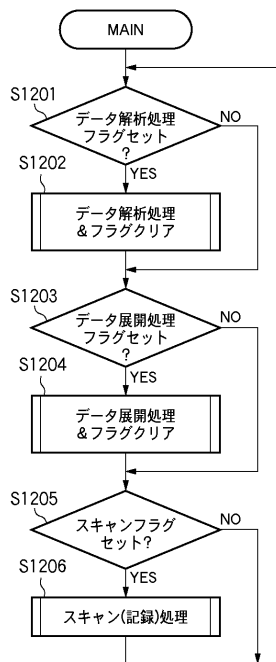 MAIN
S1201
データ解析処理
フラグセット
?
NO
YES
S1202
データ解析処理
&フラグクリア
S1203
データ展開処理
フラグセット
?
NO
YES
S1204
データ展開処理
&フラグクリア
S1205
スキャンフラグ
セット?
NO
YES
S1206
スキャン(記録)処理